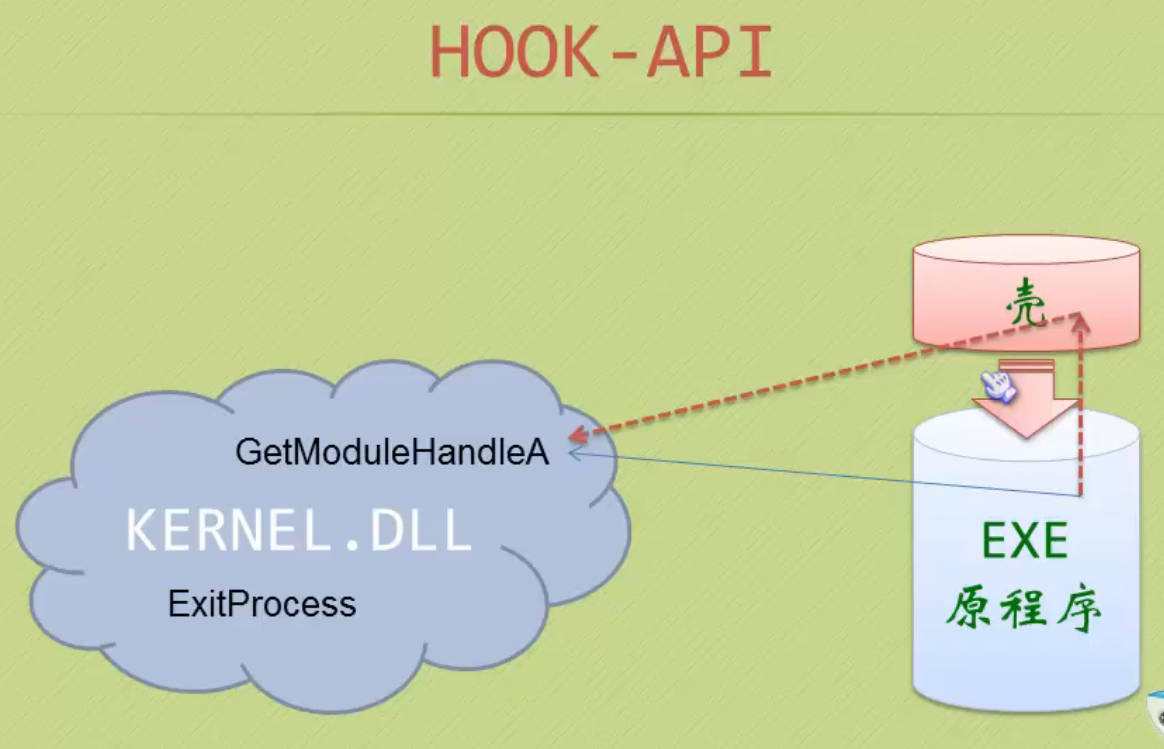 HOOK-API
壳
GetModuleHandleA
KERNEL.DLL
EXE
ExitProcess
原程序